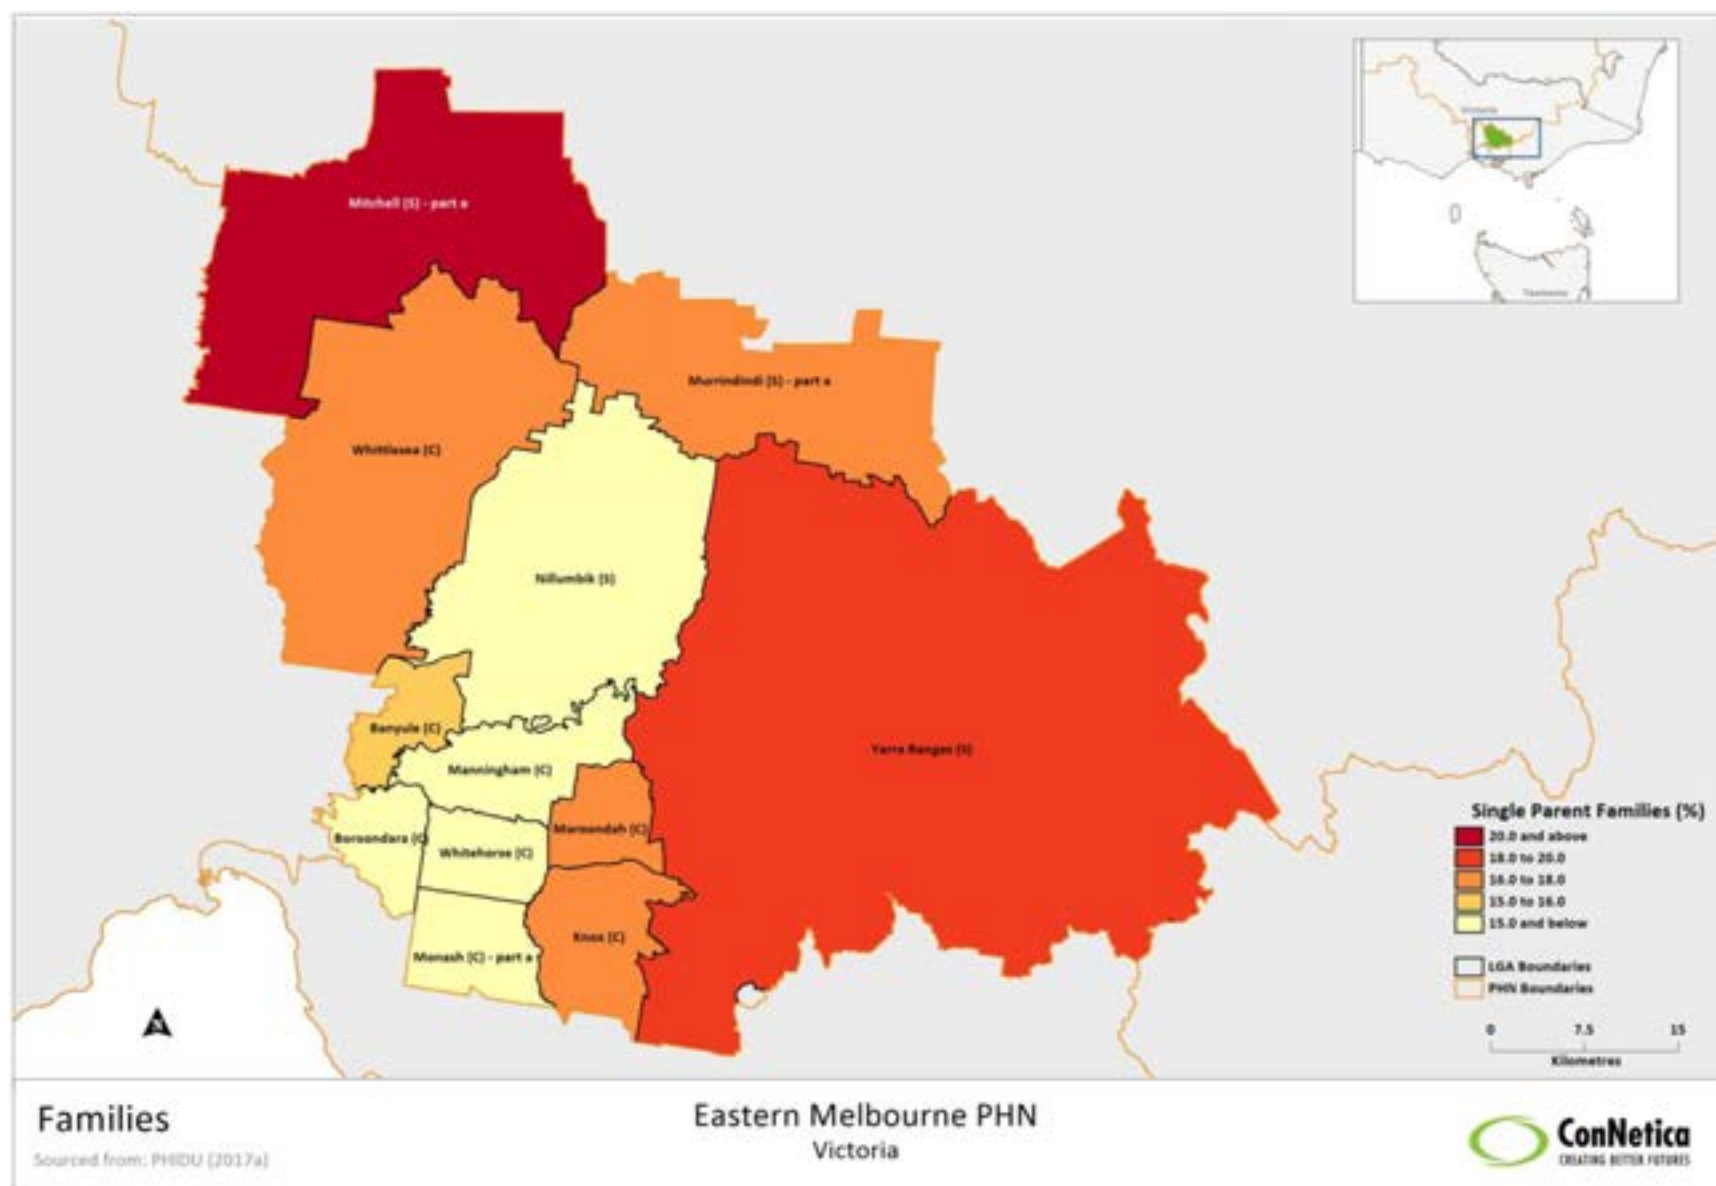 Mitchell (S) - part a
Murrindindi (S) - part a
Whittlesea (C)
Nillumbik (S)
Banyule (C)
Yarra Ranges (S)
Manningham (C)
Maroondah (C)
Boroondara (C)
Whitehorse (C)
Knox (C)
Monash (C) - part a
Victoria
Tasmania
Single Parent Families (%)
20.0 and above
18.0 to 20.0
16.0 to 18.0
15.0 to 16.0
15.0 and below
LGA Boundaries
PHN Boundaries
0 7.5 15
Kilometres
N
Families
Sourced from: PHIDU (2017a)
Eastern Melbourne PHN
Victoria
ConNetica
CREATING BETTER FUTURES